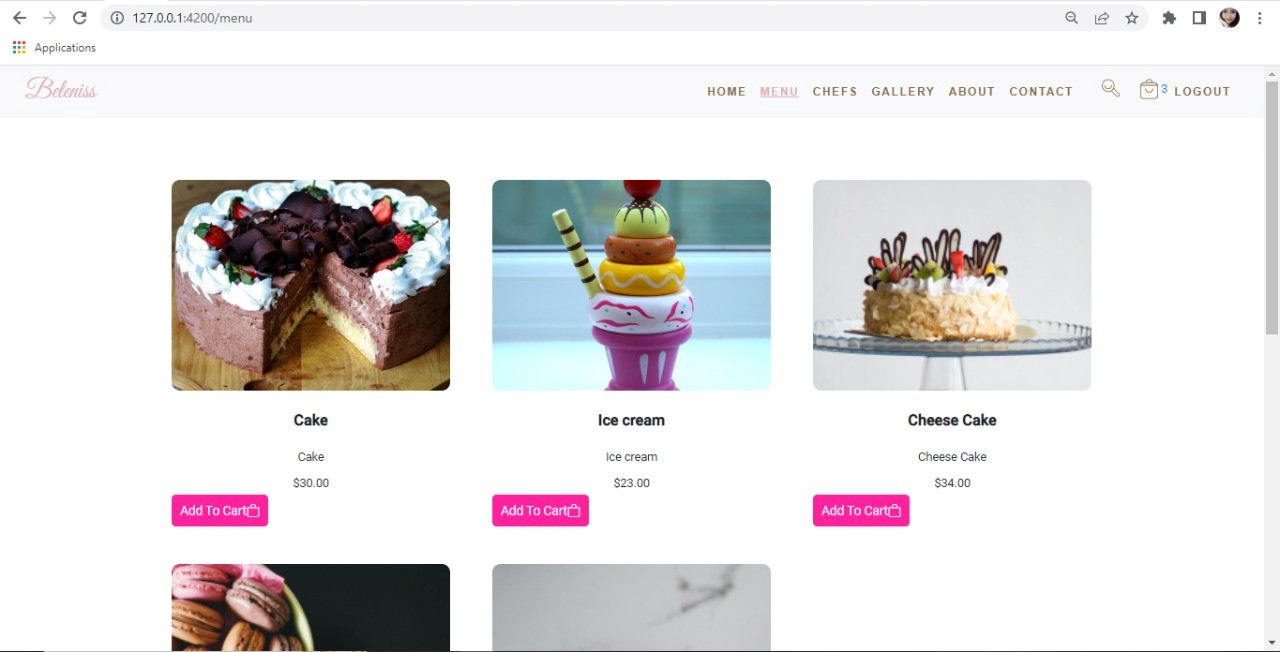 127.0.0.1:4200/menu
Applications
Beleniss
HOME MENU CHEFS GALLERY ABOUT CONTACT 3 LOGOUT
Cake Ice cream Cheese Cake
Cake Ice cream Cheese Cake
$30.00 $23.00 $34.00
Add To Cart Add To Cart Add To Cart